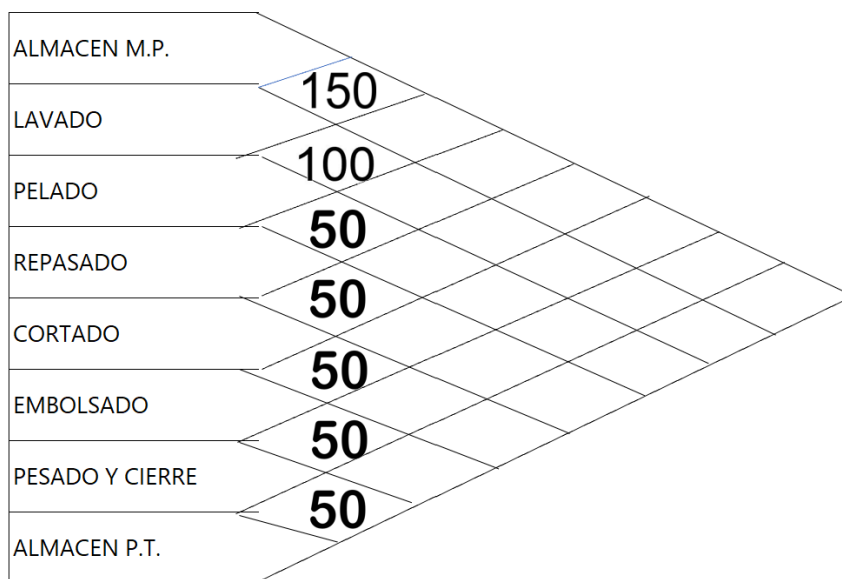 ALMACEN M.P.
150
LAVADO
100
PELADO
50
REPASADO
50
CORTADO
50
EMBOLSADO
50
PESADO Y CIERRE
50
ALMACEN P.T.